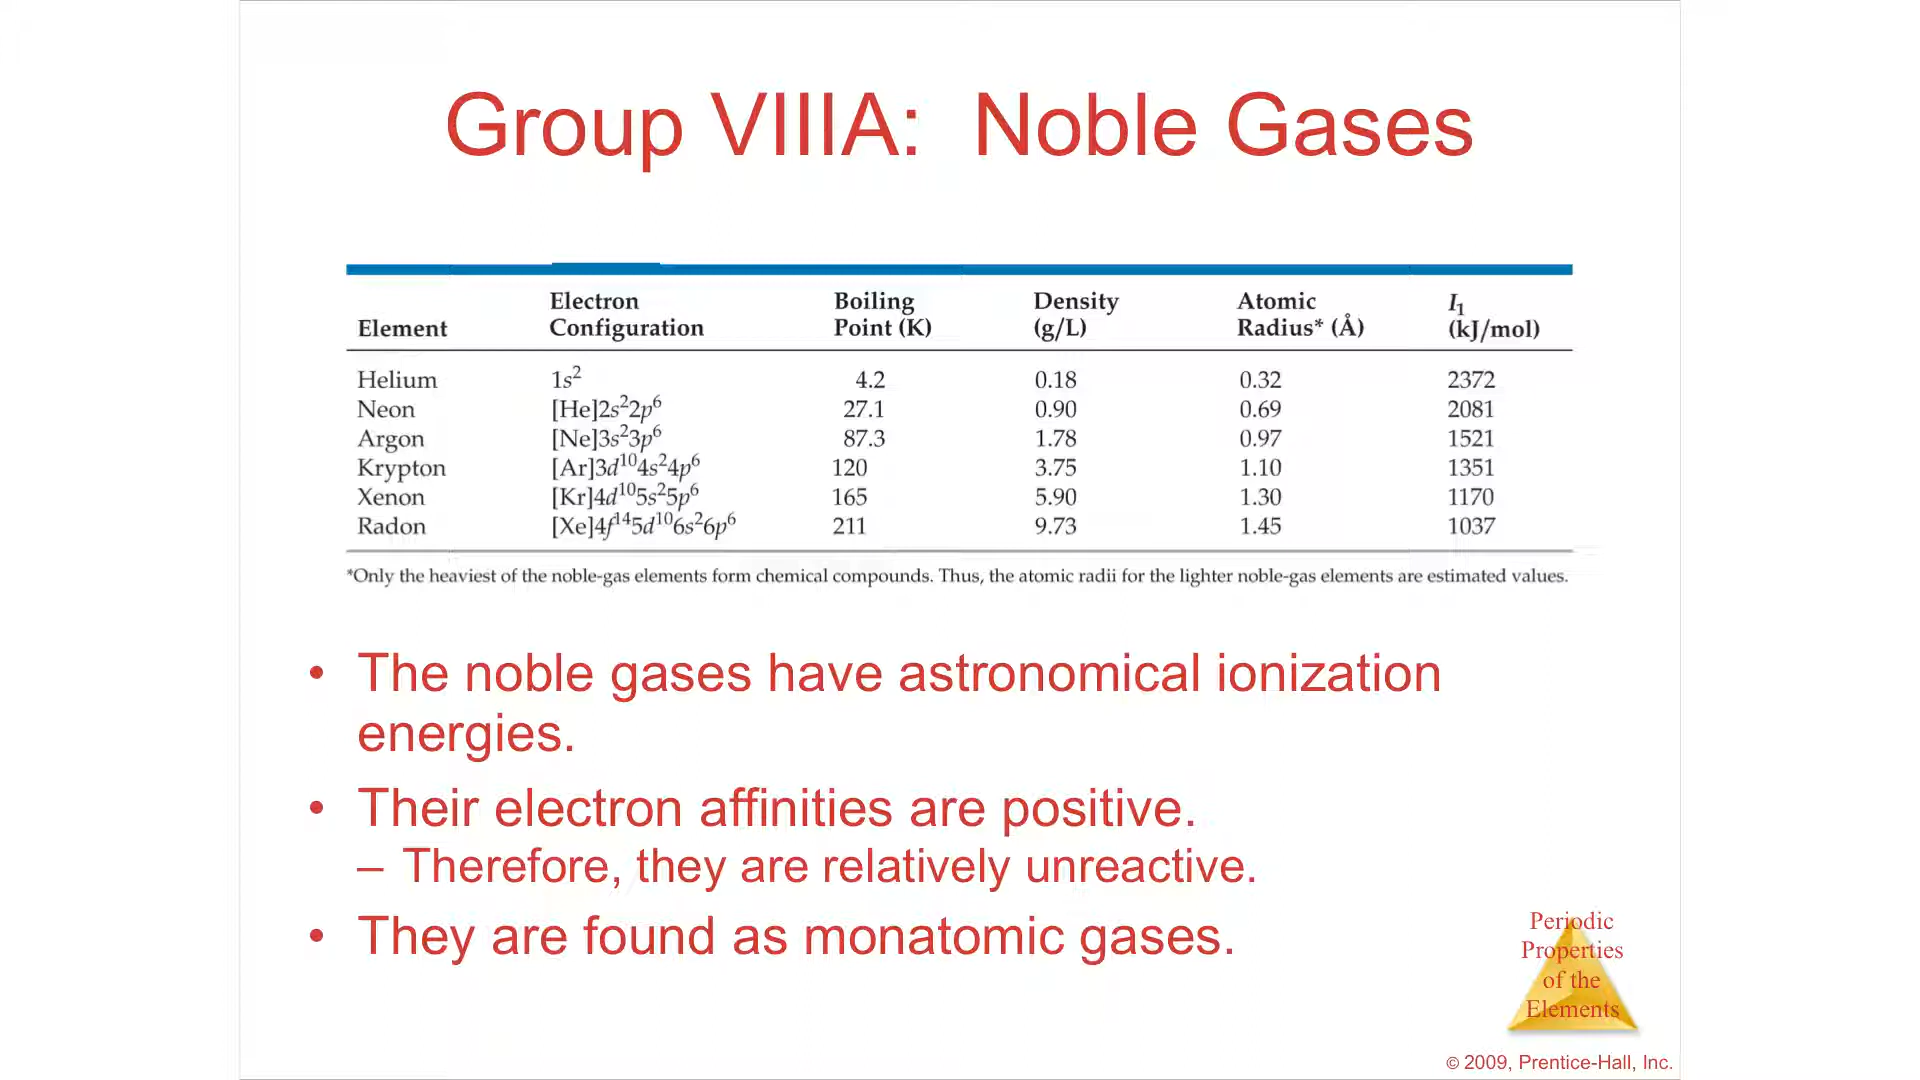 Group VIIIA: Noble Gases
Element Electron Configuration Boiling Point (K) Density (g/L) Atomic Radius* (Å) I₁ (kJ/mol)
Helium 1s² 4.2 0.18 0.32 2372
Neon [He]2s²2p⁶ 27.1 0.90 0.69 2081
Argon [Ne]3s²3p⁶ 87.3 1.78 0.97 1521
Krypton [Ar]3d¹⁰4s²4p⁶ 120 3.75 1.10 1351
Xenon [Kr]4d¹⁰5s²5p⁶ 165 5.90 1.30 1170
Radon [Xe]4f¹⁴5d¹⁰6s²6p⁶ 211 9.73 1.45 1037
*Only the heaviest of the noble-gas elements form chemical compounds. Thus, the atomic radii for the lighter noble-gas elements are estimated values.
• The noble gases have astronomical ionization
energies.
• Their electron affinities are positive.
– Therefore, they are relatively unreactive.
• They are found as monatomic gases.
Periodic
Properties
of the
Elements
© 2009, Prentice-Hall, Inc.